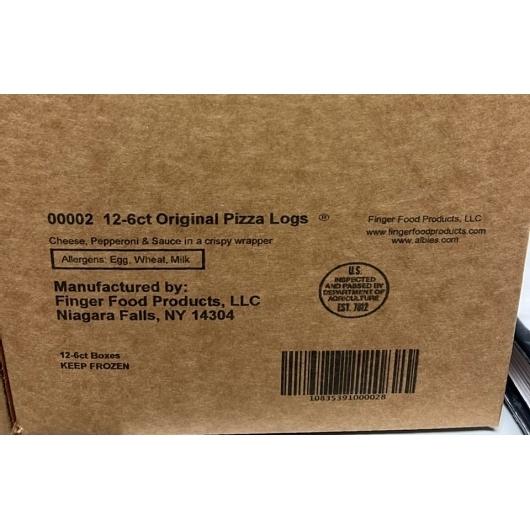 00002 12-6ct Original Pizza Logs ®
Cheese, Pepperoni & Sauce in a crispy wrapper
Allergens: Egg, Wheat, Milk
Manufactured by:
Finger Food Products, LLC
Niagara Falls, NY 14304
12-6ct Boxes
KEEP FROZEN
Finger Food Products, LLC
www.fingerfoodproducts.com
www.albies.com
U.S.
INSPECTED
AND PASSED BY
DEPARTMENT OF
AGRICULTURE
EST. 7812
10835391000028